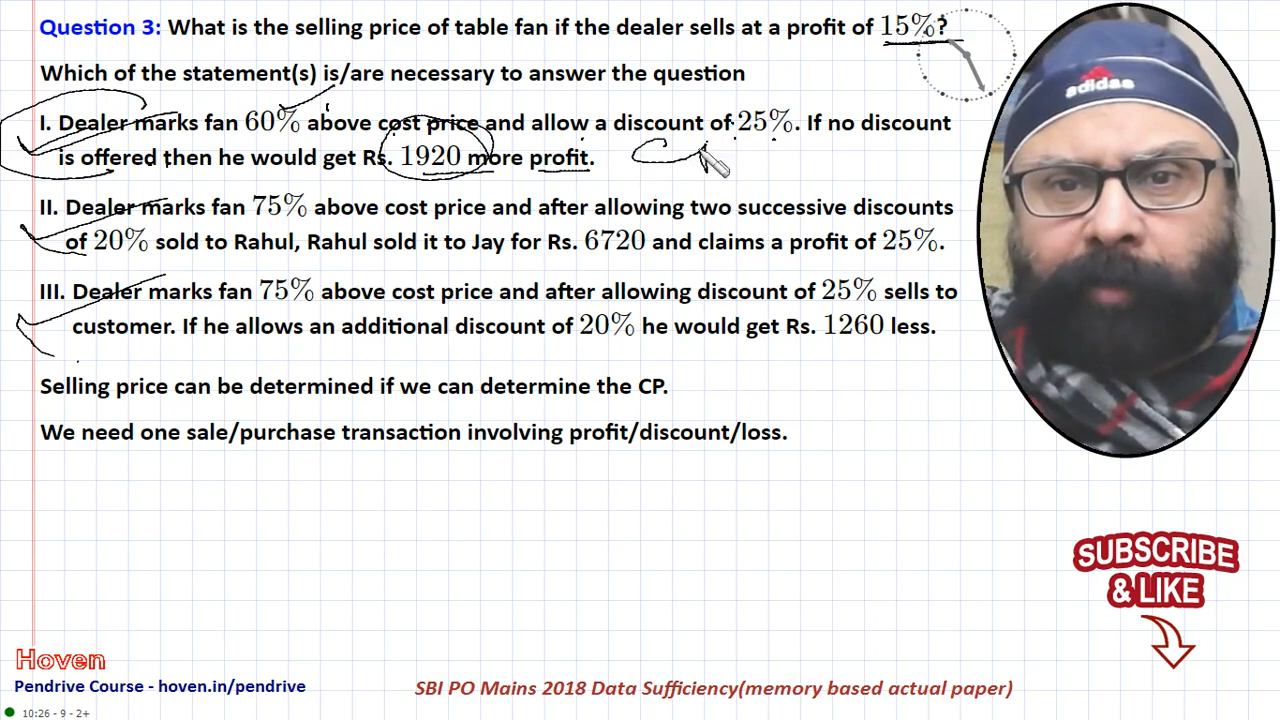 Question 3: What is the selling price of table fan if the dealer sells at a profit of 15%?
Which of the statement(s) is/are necessary to answer the question
I. Dealer marks fan 60% above cost price and allow a discount of 25%. If no discount
is offered then he would get Rs. 1920 more profit.
II. Dealer marks fan 75% above cost price and after allowing two successive discounts
of 20% sold to Rahul, Rahul sold it to Jay for Rs. 6720 and claims a profit of 25%.
III. Dealer marks fan 75% above cost price and after allowing discount of 25% sells to
customer. If he allows an additional discount of 20% he would get Rs. 1260 less.
Selling price can be determined if we can determine the CP.
We need one sale/purchase transaction involving profit/discount/loss.
adidas
SUBSCRIBE
& LIKE
Hoven
Pendrive Course - hoven.in/pendrive
SBI PO Mains 2018 Data Sufficiency(memory based actual paper)
10:26 - 9 - 2+